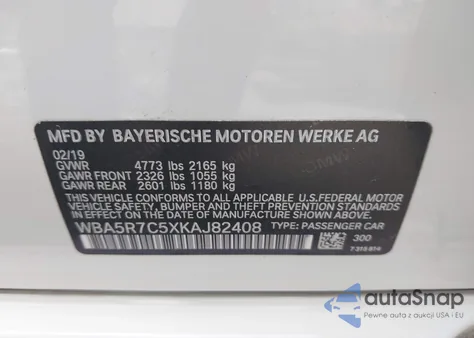 MFD BY BAYERISCHE MOTOREN WERKE AG
02/19
GVWR 4773 lbs 2165 kg
GAWR FRONT 2326 lbs 1055 kg
GAWR REAR 2601 lbs 1180 kg
THIS VEHICLE CONFORMS TO ALL APPLICABLE U.S. FEDERAL MOTOR
VEHICLE SAFETY, BUMPER AND THEFT PREVENTION STANDARDS
IN EFFECT ON THE DATE OF MANUFACTURE SHOWN ABOVE.
WBA5R7C5XKAJ82408 TYPE: PASSENGER CAR
300
autoSnap
Pewne auta z aukcji USA i EU